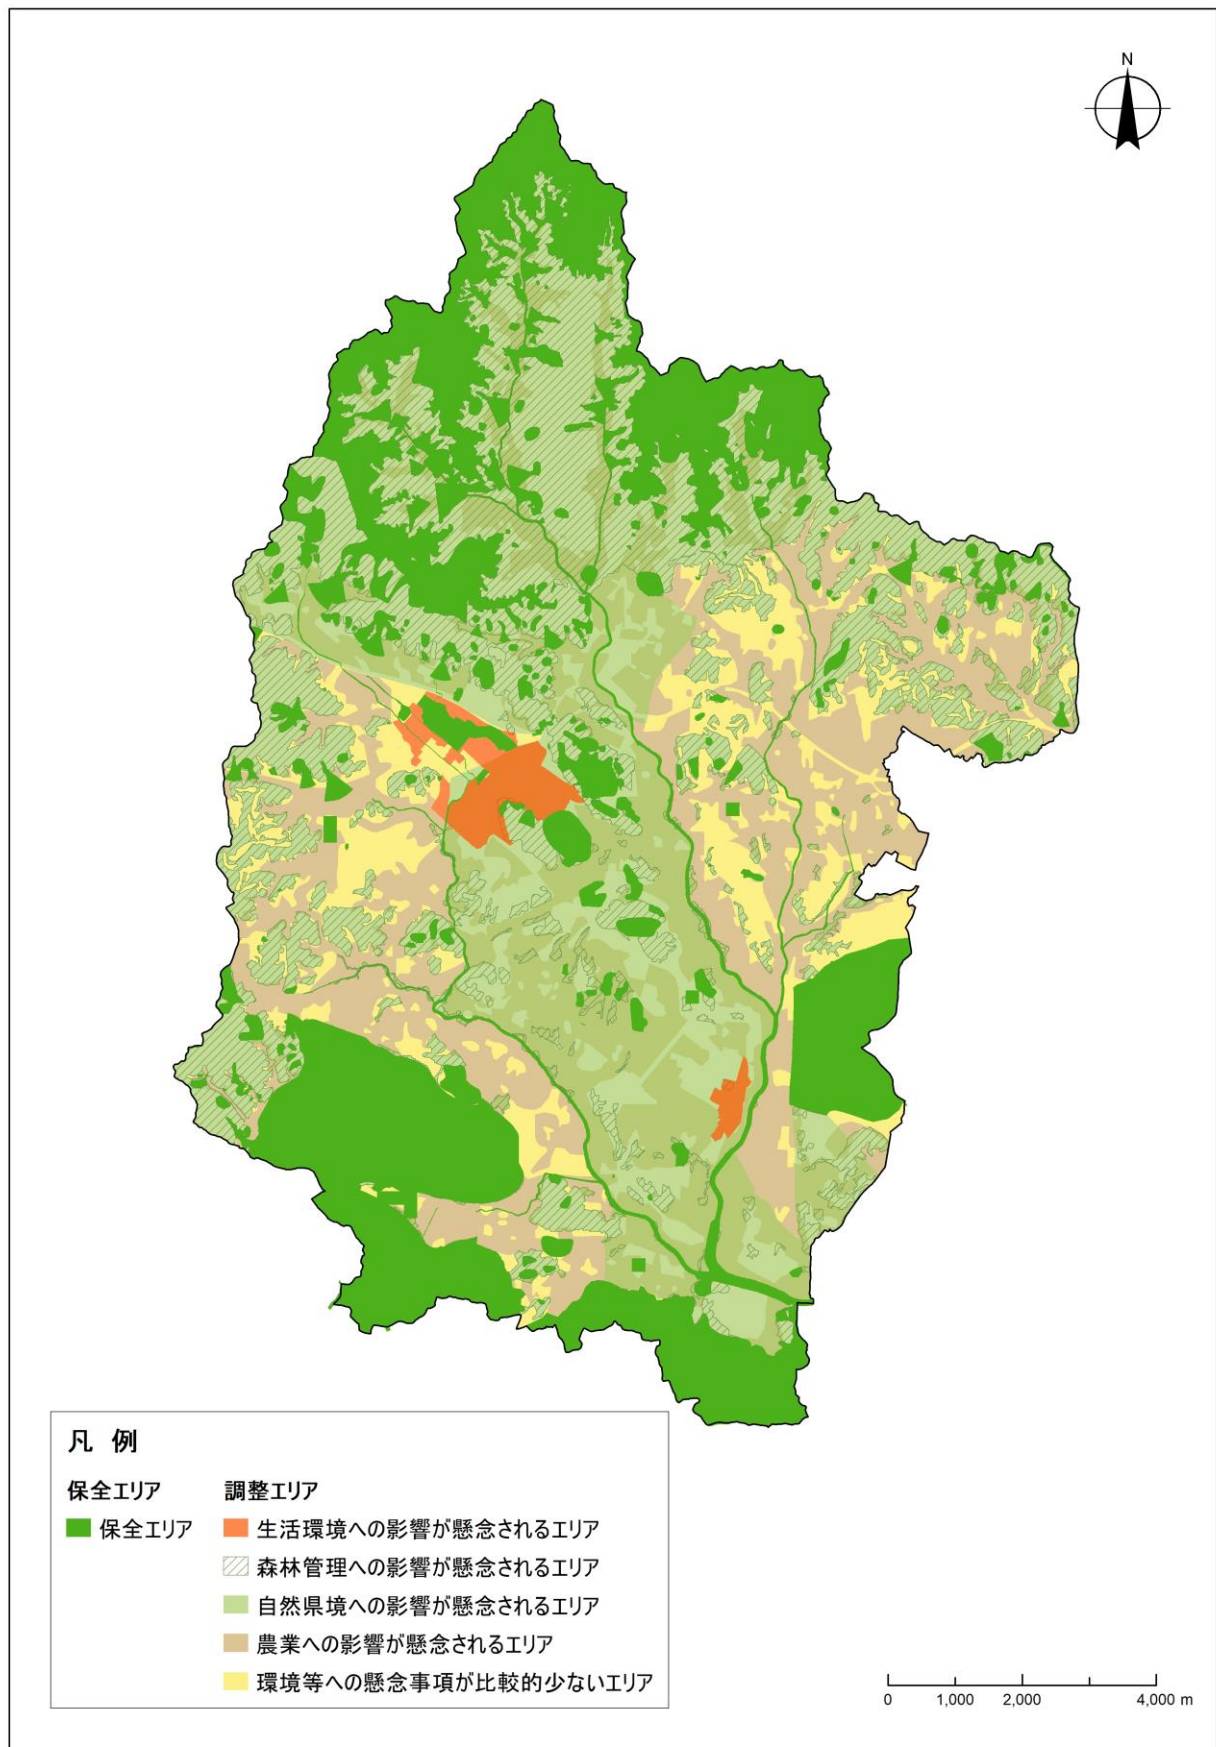 N
凡 例
保全エリア 調整エリア
保全エリア 生活環境への影響が懸念されるエリア
森林管理への影響が懸念されるエリア
自然県境への影響が懸念されるエリア
農業への影響が懸念されるエリア
環境等への懸念事項が比較的少ないエリア
0 1,000 2,000 4,000 m